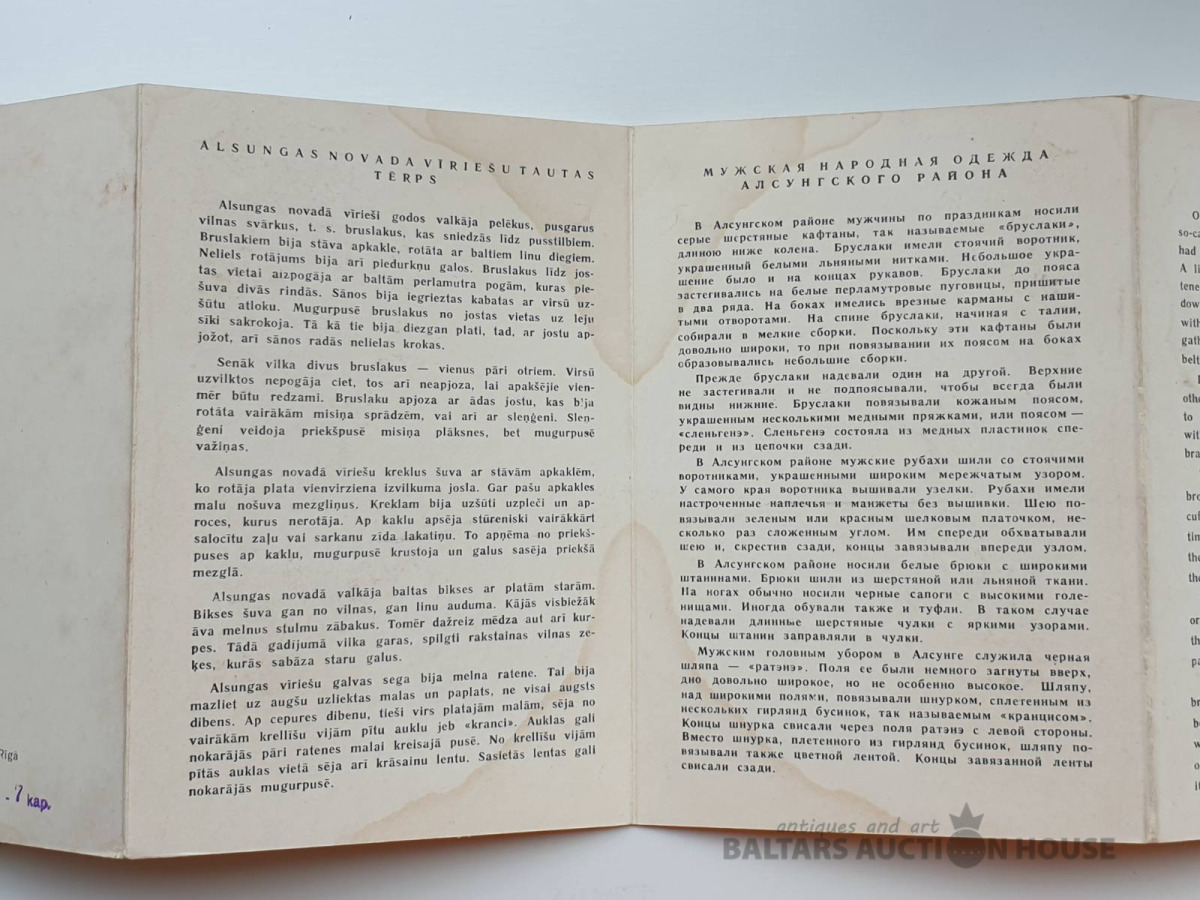 ALSUNGAS NOVADA VĪRIEŠU TAUTAS
TĒRPS
Alsungas novadā vīrieši godos valkāja pelēkus, pusgarus
vilnas svārkus, t. s. bruslakus, kas sniedzās līdz pusstilbiem.
Bruslakiem bija stāva apkakle, rotāta ar baltiem linu diegiem.
Neliels rotājums bija arī piedurkņu galos. Bruslakus līdz jos-
tas vietai aizpogāja ar baltām perlamutra pogām, kuras pie-
šuva divās rindās. Sānos bija iegrieztas kabatas ar virsū uz-
šūtu atloku. Mugurpusē bruslakus no jostas vietas uz leju
sīki sakrokoja. Tā kā tie bija diezgan plati, tad, ar jostu ap-
jožot, arī sānos radās nelielas krokas.
Senāk vilka divus bruslakus — vienus pāri otriem. Virsū
uzvilktos nepogāja ciet, tos arī neapjoza, lai apakšējie vien-
mēr būtu redzami. Bruslaku apjoza ar ādas jostu, kas bija
rotāta vairākām misiņa sprādzēm, vai arī ar sleņģeni. Sleņ-
ģeni veidoja priekšpusē misiņa plāksnes, bet mugurpusē
važiņas.
Alsungas novadā vīriešu kreklus šuva ar stāvām apkaklēm,
ko rotāja plata vienvirziena izvilkuma josla. Gar pašu apkakles
malu nošuva mezgliņus. Kreklam bija uzšūti uzpleči un ap-
roces, kurus nerotāja. Ap kaklu apsēja stūreniski vairākkārt
salocītu zaļu vai sarkanu zīda lakatiņu. To apņēma no priekš-
puses ap kaklu, mugurpusē krustoja un galus sasēja priekšā
mezglā.
Alsungas novadā valkāja baltas bikses ar platām starām.
Bikses šuva gan no vilnas, gan linu auduma. Kājās visbiežāk
āva melnus stulmu zābakus. Tomēr dažreiz mēdza aut arī kur-
pes. Tādā gadījumā vilka garas, spilgti rakstainas vilnas ze-
ķes, kurās sabāza staru galus.
Alsungas vīriešu galvas sega bija melna ratene. Tai bija
mazliet uz augšu uzliektas malas un paplats, ne visai augsts
dibens. Ap cepures dibenu, tieši virs platajām malām, sēja no
vairākām krellīšu vijām pītu auklu jeb «kranci». Auklas gali
nokarājās pāri ratenes malai kreisajā pusē. No krellīšu vijām
pītās auklas vietā sēja arī krāsainu lentu. Sasietās lentas gali
nokarājās mugurpusē.
Rīgā
- 7 kap.
МУЖСКАЯ НАРОДНАЯ ОДЕЖДА
АЛСУНГСКОГО РАЙОНА
В Алсунгском районе мужчины по праздникам носили
серые шерстяные кафтаны, так называемые «бруслаки»,
длиною ниже колена. Бруслаки имели стоячий воротник,
украшенный белыми льняными нитками. Небольшое укра-
шение было и на концах рукавов. Бруслаки до пояса
застегивались на белые перламутровые пуговицы, пришитые
в два ряда. На боках имелись врезные карманы с наши-
тыми отворотами. На спине бруслаки, начиная с талии,
собирали в мелкие сборки. Поскольку эти кафтаны были
довольно широки, то при повязывании их поясом на боках
образовывались небольшие сборки.
Прежде бруслаки надевали один на другой. Верхние
не застегивали и не подпоясывали, чтобы всегда были
видны нижние. Бруслаки повязывали кожаным поясом,
украшенным несколькими медными пряжками, или поясом —
«сленьгенэ». Сленьгенэ состояла из медных пластинок спе-
реди и из цепочки сзади.
В Алсунгском районе мужские рубахи шили со стоячими
воротниками, украшенными широким мережчатым узором.
У самого края воротника вышивали узелки. Рубахи имели
настроченные наплечья и манжеты без вышивки. Шею по-
вязывали зеленым или красным шелковым платочком, не-
сколько раз сложенным углом. Им спереди обхватывали
шею и, скрестив сзади, концы завязывали впереди узлом.
В Алсунгском районе носили белые брюки с широкими
штанинами. Брюки шили из шерстяной или льняной ткани.
На ногах обычно носили черные сапоги с высокими голе-
нищами. Иногда обували также и туфли. В таком случае
надевали длинные шерстяные чулки с яркими узорами.
Концы штанин заправляли в чулки.
Мужским головным убором в Алсунге служила черная
шляпа — «ратэнэ». Поля ее были немного загнуты вверх,
дно довольно широкое, но не особенно высокое. Шляпу,
над широкими полями, повязывали шнурком, сплетенным из
нескольких гирлянд бусинок, так называемым «кранцисом».
Концы шнурка свисали через поля ратэнэ с левой стороны.
Вместо шнурка, плетенного из гирлянд бусинок, шляпу по-
вязывали также цветной лентой. Концы завязанной ленты
свисали сзади.
antiques and art
BALTARS AUCTION HOUSE